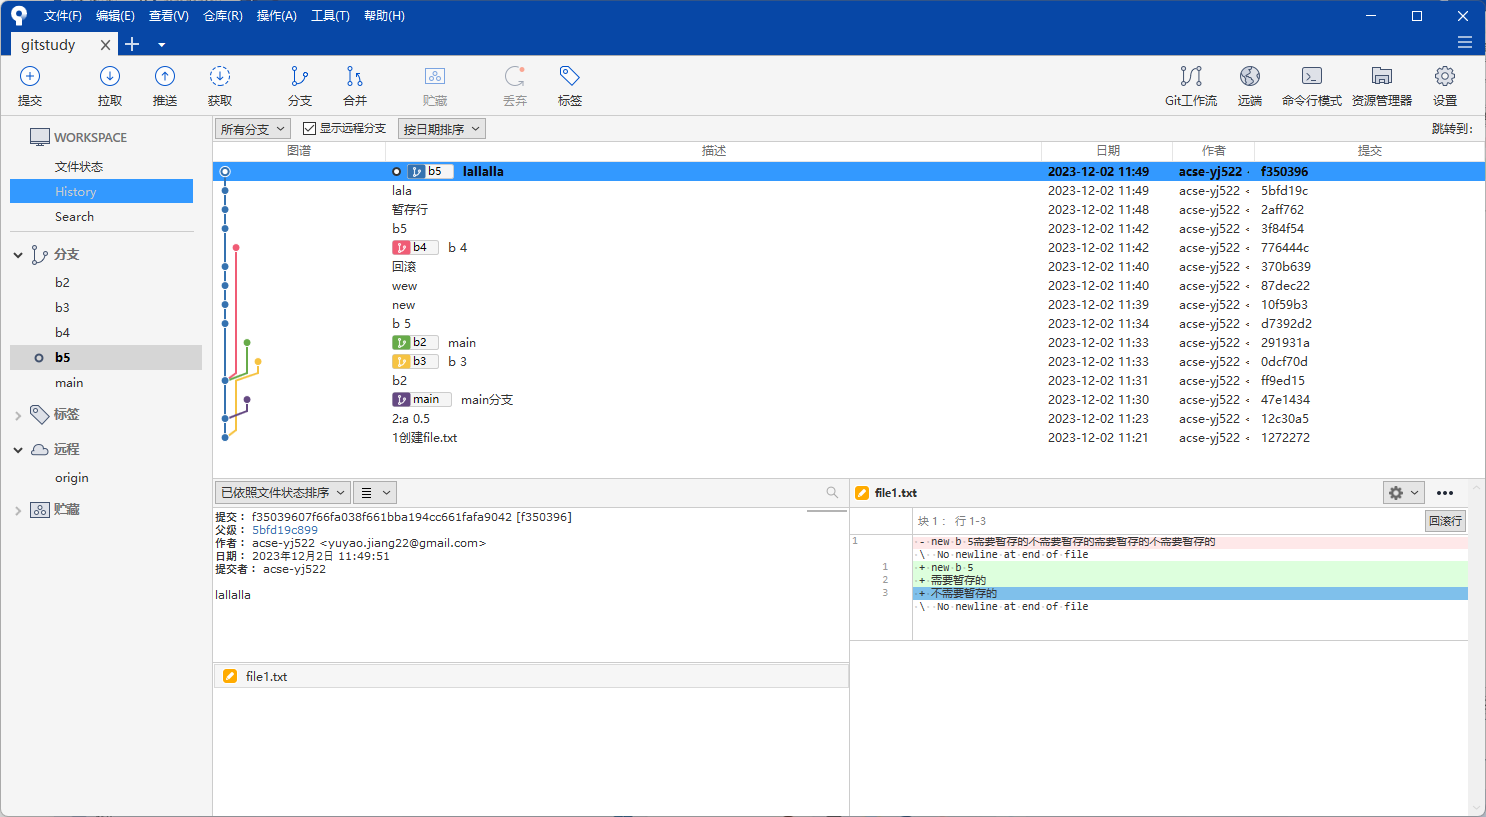 文件(F) 编辑(E) 查看(V) 仓库(R) 操作(A) 工具(T) 帮助(H)
gitstudy
提交 拉取 推送 获取 分支 合并 贮藏 丢弃 标签 Git工作流 远端 命令行模式 资源管理器 设置
WORKSPACE
文件状态
History
Search
分支
b2
b3
b4
b5
main
标签
远程
origin
贮藏
所有分支 显示远程分支 按日期排序 跳转到:
图谱 描述 日期 作者 提交
b5 lallalla 2023-12-02 11:49 acse-yj522 f350396
lala 2023-12-02 11:49 acse-yj522 < 5bfd19c
暂存行 2023-12-02 11:48 acse-yj522 < 2aff762
b5 2023-12-02 11:42 acse-yj522 < 3f84f54
b4 b 4 2023-12-02 11:42 acse-yj522 < 776444c
回滚 2023-12-02 11:40 acse-yj522 < 370b639
wew 2023-12-02 11:40 acse-yj522 < 87dec22
new 2023-12-02 11:39 acse-yj522 < 10f59b3
b 5 2023-12-02 11:34 acse-yj522 < d7392d2
b2 main 2023-12-02 11:33 acse-yj522 < 291931a
b3 b 3 2023-12-02 11:33 acse-yj522 < 0dcf70d
b2 2023-12-02 11:31 acse-yj522 < ff9ed15
main main分支 2023-12-02 11:30 acse-yj522 < 47e1434
2:a 0.5 2023-12-02 11:23 acse-yj522 < 12c30a5
1创建file.txt 2023-12-02 11:21 acse-yj522 < 1272272
已依照文件状态排序
提交: f35039607f66fa038f661bba194cc661fafa9042 [f350396]
父级: 5bfd19c899
作者: acse-yj522 <yuyao.jiang22@gmail.com>
日期: 2023年12月2日 11:49:51
提交者: acse-yj522
lallalla
file1.txt
file1.txt
块 1： 行 1-3 回滚行
1 - new b 5需要暂存的不需要暂存的需要暂存的不需要暂存的
\ No newline at end of file
1 + new b 5
2 + 需要暂存的
3 + 不需要暂存的
\ No newline at end of file